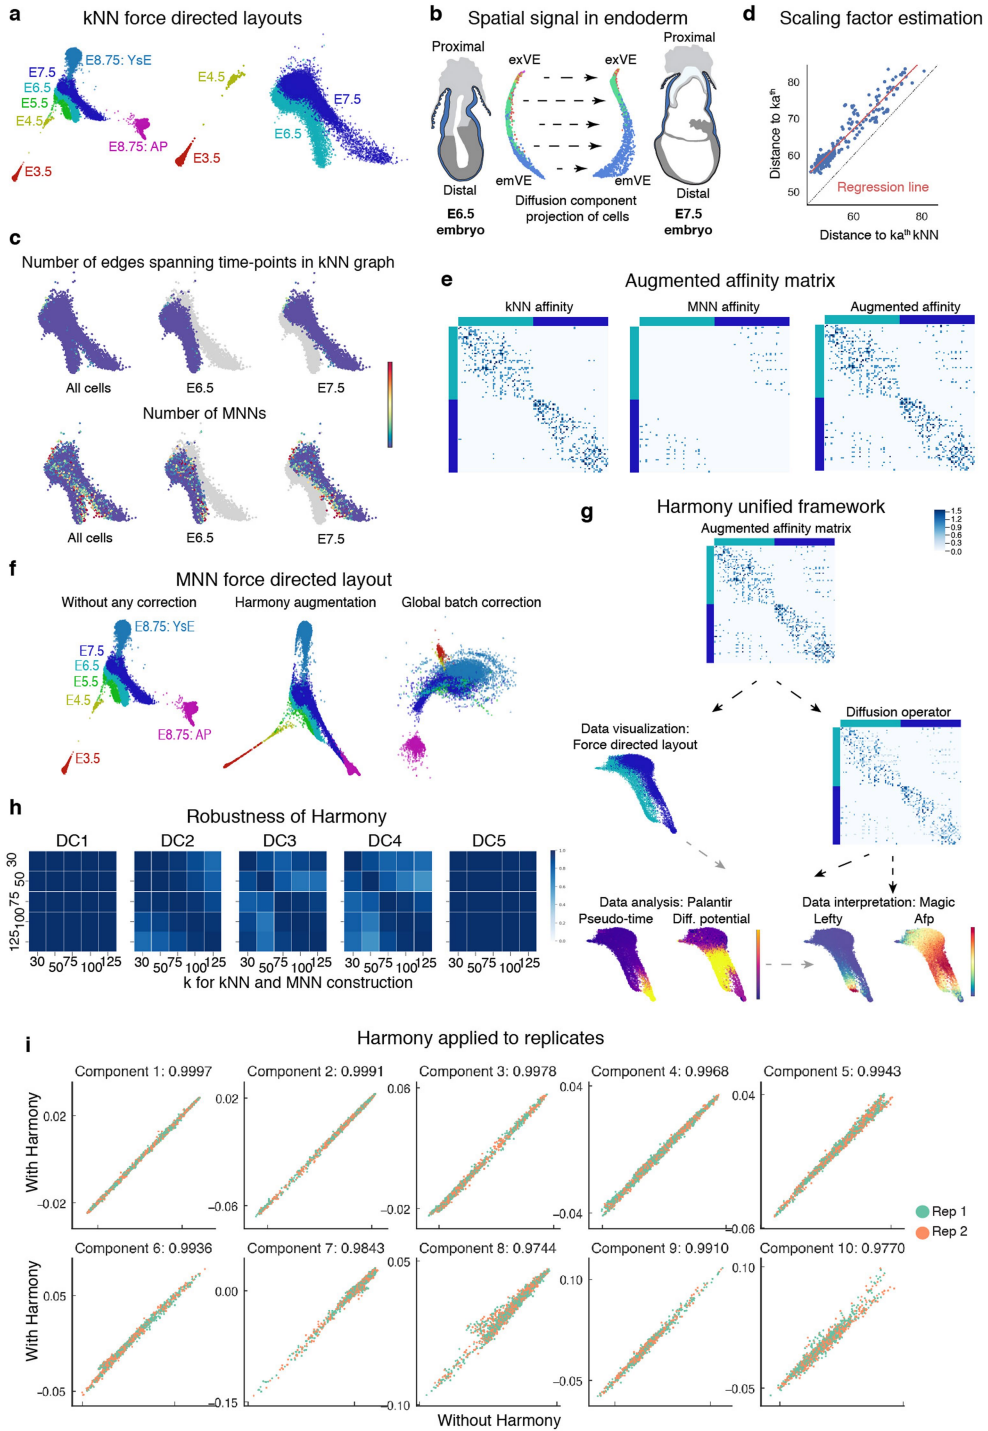 a
kNN force directed layouts
E8.75: YsE
E7.5
E6.5
E5.5
E4.5
E8.75: AP
E3.5
E4.5
E7.5
E6.5
E3.5
b
Spatial signal in endoderm
Proximal
Distal
E6.5
embryo
exVE
exVE
emVE
emVE
Diffusion component
projection of cells
Proximal
Distal
E7.5
embryo
d
Scaling factor estimation
Distance to kaᵗʰ
80
70
60
50
Regression line
60
80
Distance to kaᵗʰ kNN
c
Number of edges spanning time-points in kNN graph
All cells
E6.5
E7.5
Number of MNNs
All cells
E6.5
E7.5
e
Augmented affinity matrix
kNN affinity
MNN affinity
Augmented affinity
f
MNN force directed layout
Without any correction
Harmony augmentation
Global batch correction
E8.75: YsE
E7.5
E6.5
E5.5
E4.5
E8.75: AP
E3.5
g
Harmony unified framework
Augmented affinity matrix
1.5
1.2
0.9
0.6
0.3
0.0
Data visualization:
Force directed layout
Diffusion operator
Data analysis: Palantir
Pseudo-time
Diff. potential
Data interpretation: Magic
Lefty
Afp
h
Robustness of Harmony
DC1
DC2
DC3
DC4
DC5
30
50
75
100
125
30 50 75 100 125
30 50 75 100 125
30 50 75 100 125
30 50 75 100 125
30 50 75 100 125
k for kNN and MNN construction
1.0
0.8
0.6
0.4
0.2
0.0
i
Harmony applied to replicates
With Harmony
Component 1: 0.9997
0.02
−0.02
Component 2: 0.9991
0.02
−0.06
Component 3: 0.9978
0.06
−0.02
Component 4: 0.9968
0.04
−0.04
Component 5: 0.9943
0.04
−0.06
Rep 1
Rep 2
With Harmony
Component 6: 0.9936
0.05
−0.05
Component 7: 0.9843
0.00
−0.15
Component 8: 0.9744
0.05
−0.10
Component 9: 0.9910
0.10
−0.05
Component 10: 0.9770
0.10
−0.05
Without Harmony